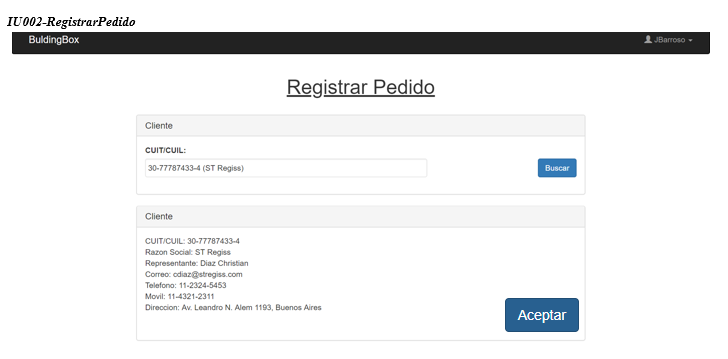 IU002-RegistrarPedido
BuldingBox
JBarroso
Registrar Pedido
Cliente
CUIT/CUIL:
30-77787433-4 (ST Regiss)
Buscar
Cliente
CUIT/CUIL: 30-77787433-4
Razon Social: ST Regiss
Representante: Diaz Christian
Correo: cdiaz@stregiss.com
Telefono: 11-2324-5453
Movil: 11-4321-2311
Direccion: Av. Leandro N. Alem 1193, Buenos Aires
Aceptar